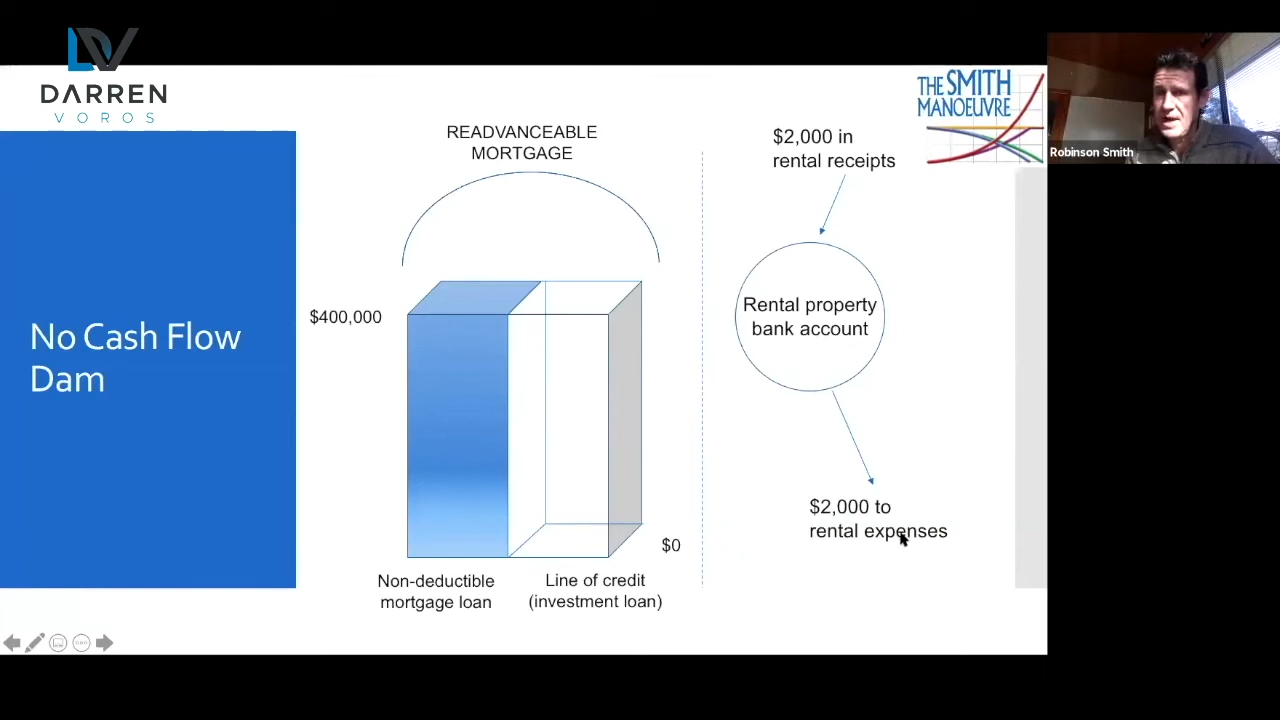 DV
DARREN
VOROS
No Cash Flow
Dam
READVANCEABLE
MORTGAGE
$400,000
$0
Non-deductible
mortgage loan
Line of credit
(investment loan)
$2,000 in
rental receipts
Rental property
bank account
$2,000 to
rental expenses
THE SMITH
MANOEUVRE
Robinson Smith